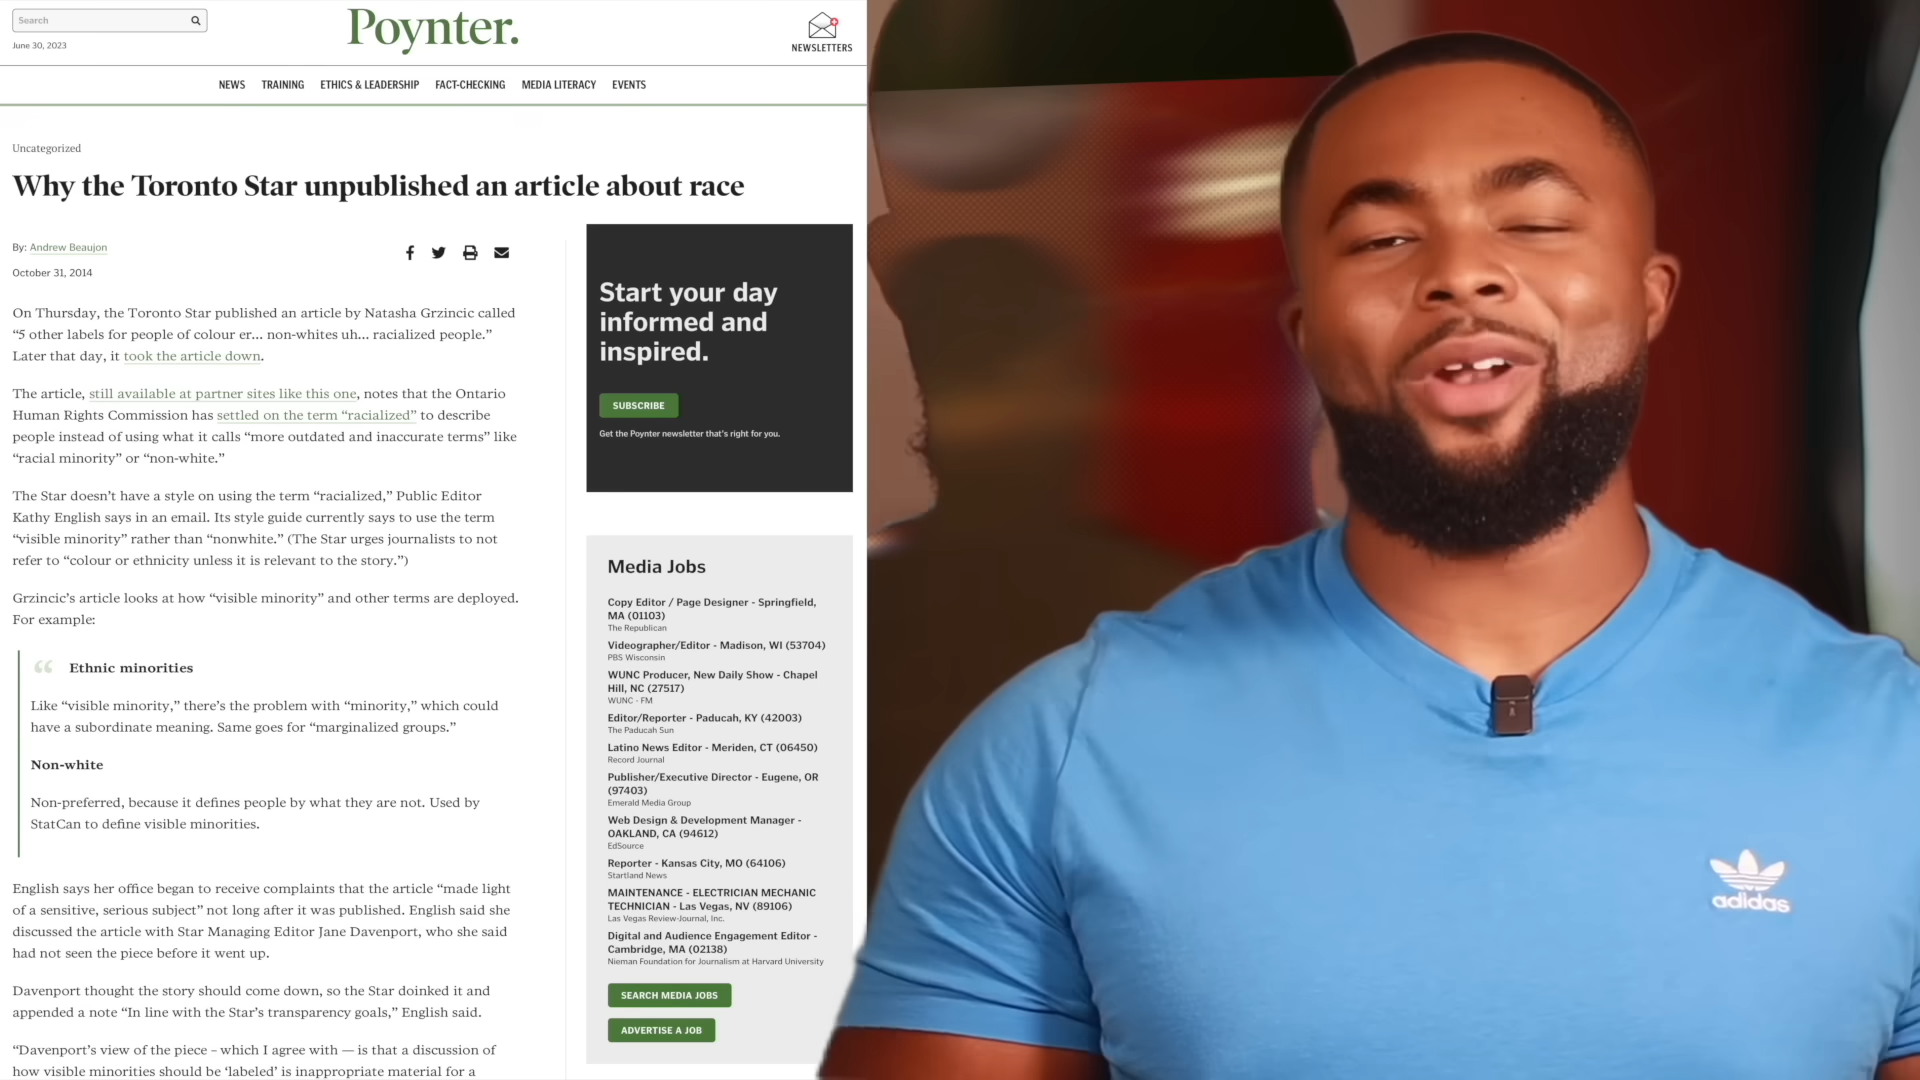 Search
June 30, 2023
Poynter.
NEWSLETTERS
NEWS TRAINING ETHICS & LEADERSHIP FACT-CHECKING MEDIA LITERACY EVENTS
Uncategorized
Why the Toronto Star unpublished an article about race
By: Andrew Beaujon
October 31, 2014
On Thursday, the Toronto Star published an article by Natasha Grzincic called
“5 other labels for people of colour er... non-whites uh... racialized people.”
Later that day, it took the article down.
The article, still available at partner sites like this one, notes that the Ontario
Human Rights Commission has settled on the term “racialized” to describe
people instead of using what it calls “more outdated and inaccurate terms” like
“racial minority” or “non-white.”
The Star doesn’t have a style on using the term “racialized,” Public Editor
Kathy English says in an email. Its style guide currently says to use the term
“visible minority” rather than “nonwhite.” (The Star urges journalists to not
refer to “colour or ethnicity unless it is relevant to the story.”)
Grzincic’s article looks at how “visible minority” and other terms are deployed.
For example:
“ Ethnic minorities
Like “visible minority,” there’s the problem with “minority,” which could
have a subordinate meaning. Same goes for “marginalized groups.”
Non-white
Non-preferred, because it defines people by what they are not. Used by
StatCan to define visible minorities.
English says her office began to receive complaints that the article “made light
of a sensitive, serious subject” not long after it was published. English said she
discussed the article with Star Managing Editor Jane Davenport, who she said
had not seen the piece before it went up.
Davenport thought the story should come down, so the Star doinked it and
appended a note “In line with the Star’s transparency goals,” English said.
“Davenport’s view of the piece – which I agree with — is that a discussion of
how visible minorities should be ‘labeled’ is inappropriate material for a
Start your day
informed and
inspired.
SUBSCRIBE
Get the Poynter newsletter that's right for you.
Media Jobs
Copy Editor / Page Designer - Springfield,
MA (01103)
The Republican
Videographer/Editor - Madison, WI (53704)
PBS Wisconsin
WUNC Producer, New Daily Show - Chapel
Hill, NC (27517)
WUNC - FM
Editor/Reporter - Paducah, KY (42003)
The Paducah Sun
Latino News Editor - Meriden, CT (06450)
Record Journal
Publisher/Executive Director - Eugene, OR
(97403)
Emerald Media Group
Web Design & Development Manager -
OAKLAND, CA (94612)
EdSource
Reporter - Kansas City, MO (64106)
Startland News
MAINTENANCE - ELECTRICIAN MECHANIC
TECHNICIAN - Las Vegas, NV (89106)
Las Vegas Review-Journal, Inc.
Digital and Audience Engagement Editor -
Cambridge, MA (02138)
Nieman Foundation for Journalism at Harvard University
SEARCH MEDIA JOBS
ADVERTISE A JOB
adidas